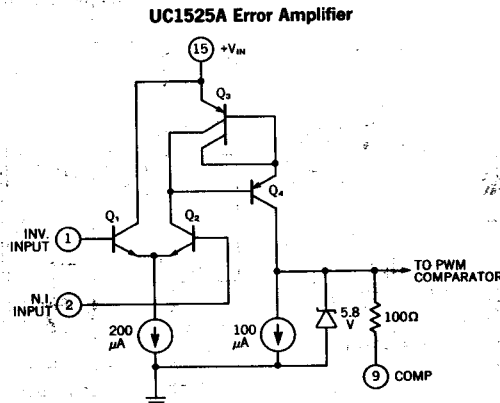 UC1525A Error Amplifier
15 +VIN
Q3
Q4
Q1 Q2
INV. INPUT 1
N.I. INPUT 2
200 μA
100 μA
5.8 V
100Ω
TO PWM COMPARATOR
9 COMP